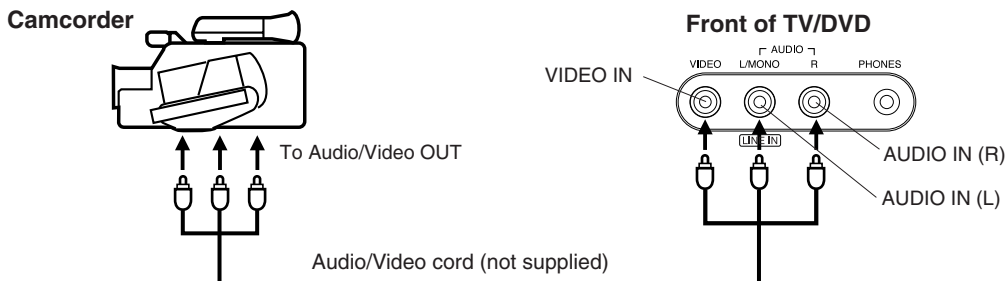 Camcorder
Front of TV/DVD
AUDIO
VIDEO L/MONO R PHONES
VIDEO IN
LINE IN
To Audio/Video OUT
AUDIO IN (R)
AUDIO IN (L)
Audio/Video cord (not supplied)